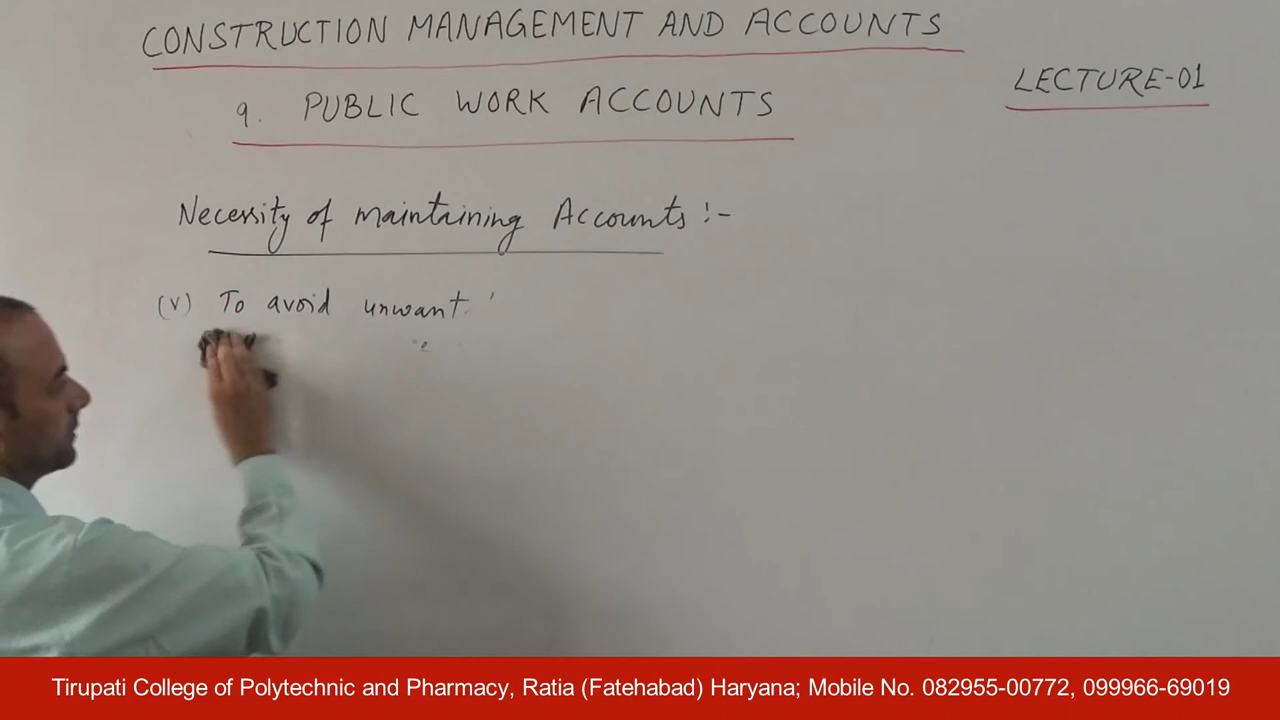 CONSTRUCTION MANAGEMENT AND ACCOUNTS
LECTURE-01
9. PUBLIC WORK ACCOUNTS
Necessity of maintaining Accounts :-
(v) To avoid unwant
Tirupati College of Polytechnic and Pharmacy, Ratia (Fatehabad) Haryana; Mobile No. 082955-00772, 099966-69019